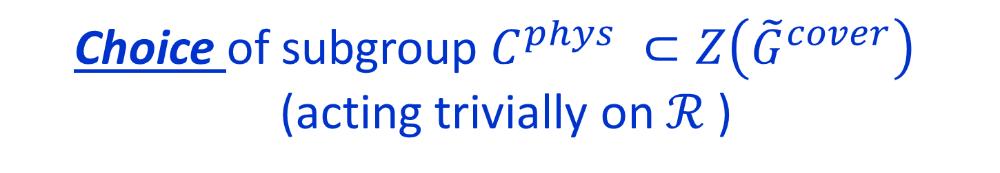 Choice of subgroup 𝐶^{𝑝ℎ𝑦𝑠} ⊂ 𝑍(𝐺̃^{𝑐𝑜𝑣𝑒𝑟})
(acting trivially on ℛ )